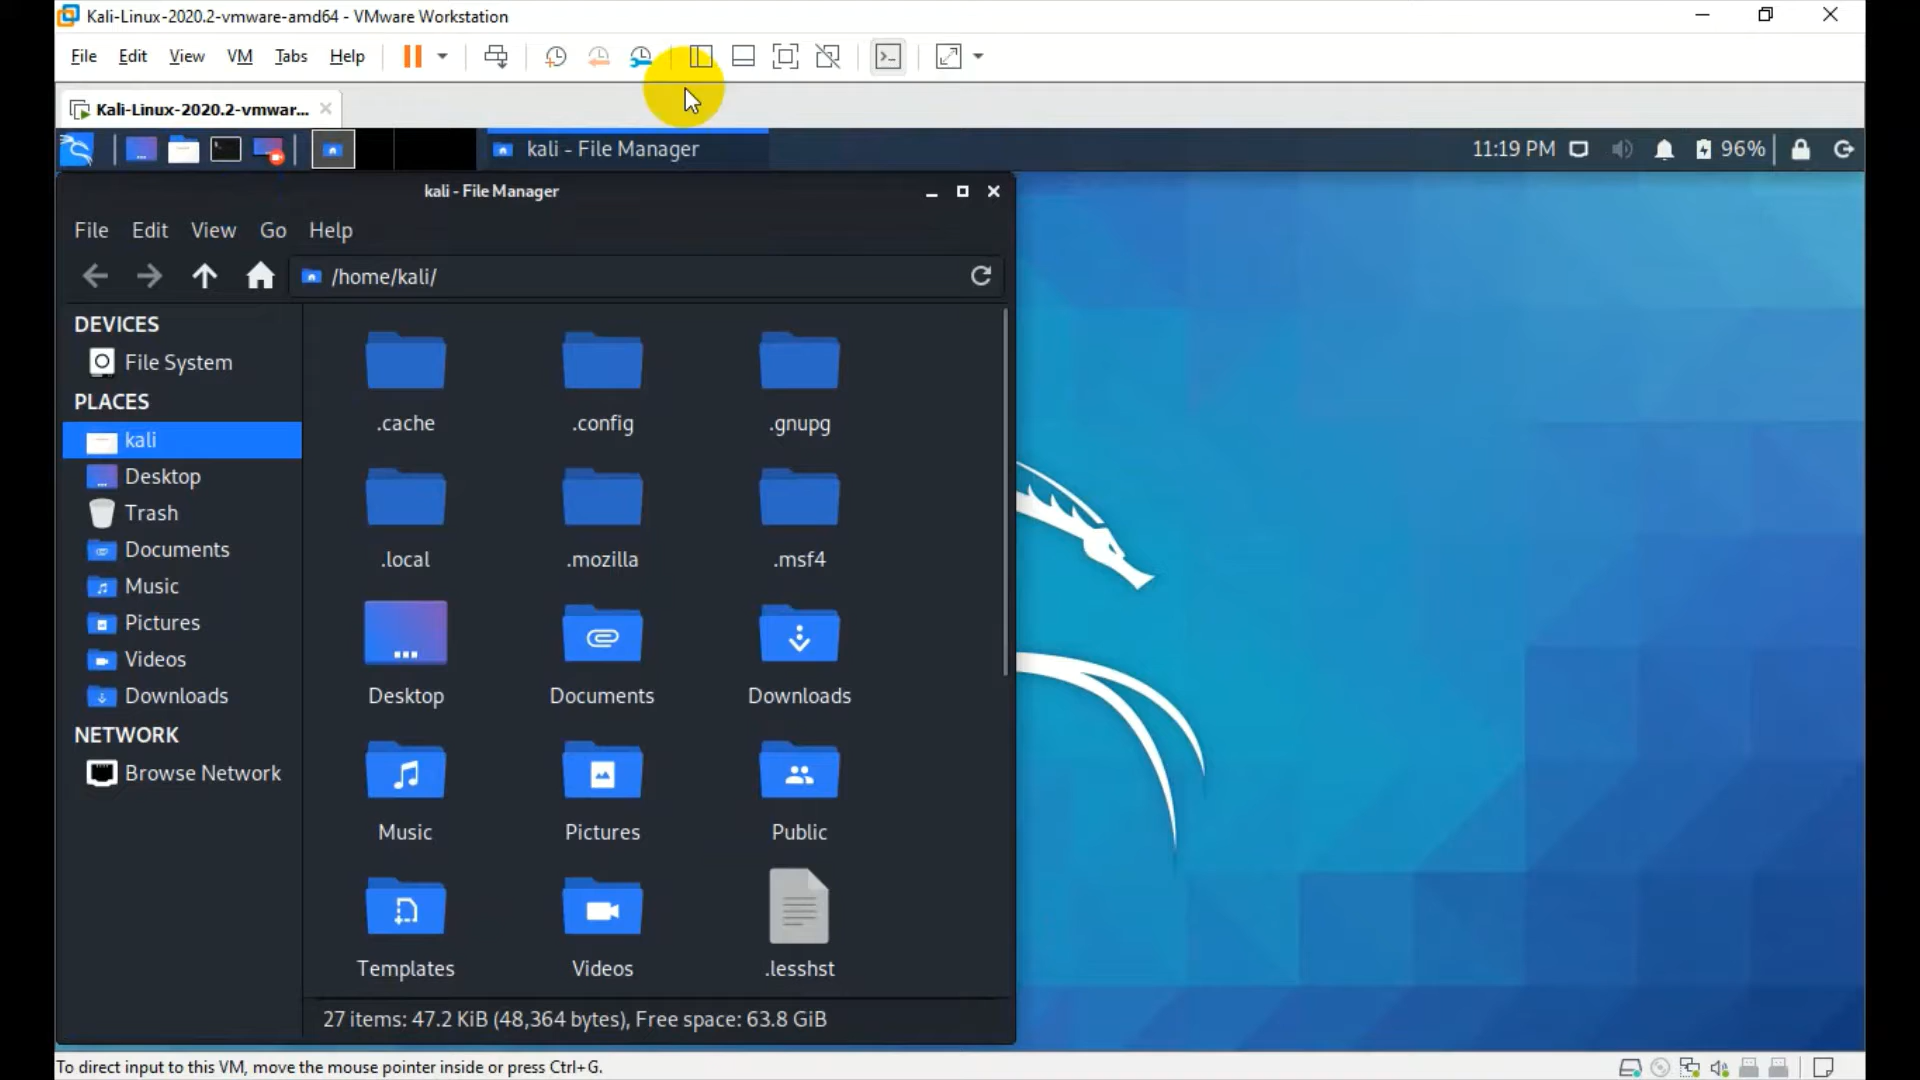 Kali-Linux-2020.2-vmware-amd64 - VMware Workstation
File Edit View VM Tabs Help
Kali-Linux-2020.2-vmwar...
kali - File Manager 11:19 PM 96%
kali - File Manager
File Edit View Go Help
/home/kali/
DEVICES
File System
PLACES
kali
Desktop
Trash
Documents
Music
Pictures
Videos
Downloads
NETWORK
Browse Network
.cache .config .gnupg
.local .mozilla .msf4
Desktop Documents Downloads
Music Pictures Public
Templates Videos .lesshst
27 items: 47.2 KiB (48,364 bytes), Free space: 63.8 GiB
To direct input to this VM, move the mouse pointer inside or press Ctrl+G.